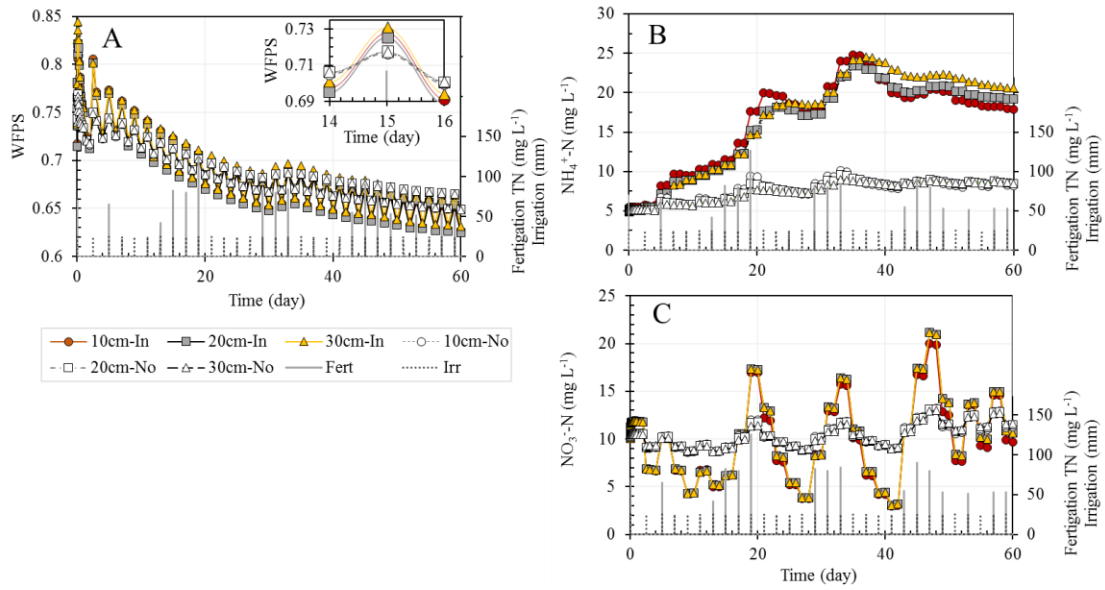 A
WFPS
0.85
0.8
0.75
0.7
0.65
0.6
0 20 40 60
Time (day)
150
100
50
0
Fertigation TN (mg L-1)
Irrigation (mm)
WFPS
0.73
0.71
0.69
14 15 16
Time (day)
10cm-In 20cm-In 30cm-In 10cm-No
20cm-No 30cm-No Fert Irr
B
NH4+-N (mg L-1)
30
25
20
15
10
5
0
0 20 40 60
150
100
50
0
Fertigation TN (mg L-1)
Irrigation (mm)
C
NO3--N (mg L-1)
25
20
15
10
5
0
0 20 40 60
Time (day)
150
100
50
0
Fertigation TN (mg L-1)
Irrigation (mm)